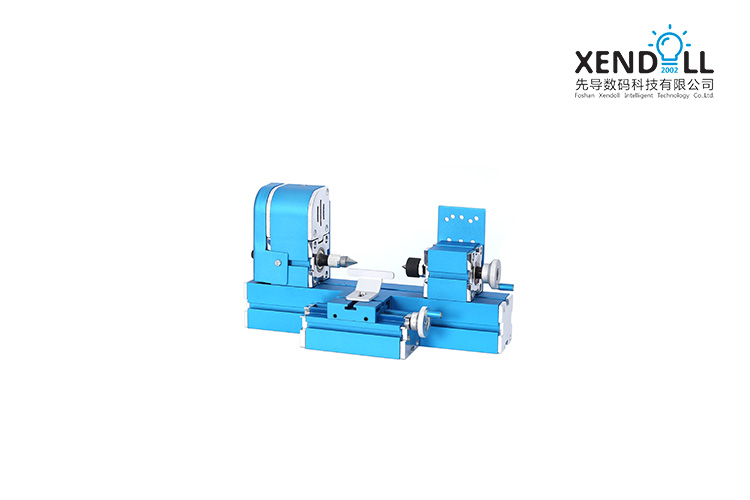 XENDOLL
2002
先导数码科技有限公司
Foshan Xendoll Intelligent Technology Co.,Ltd.